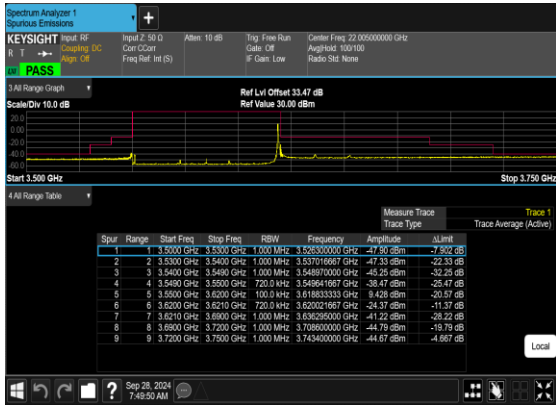 Spectrum Analyzer 1
Spurious Emissions
+
KEYSIGHT Input: RF Input Z: 50 Ω Atten: 10 dB Trig: Free Run Center Freq: 22.005000000 GHz
R T Coupling: DC Corr CCorr Gate: Off Avg|Hold: 100/100
Align: Off Freq Ref: Int (S) IF Gain: Low Radio Std: None
PASS
3 All Range Graph
Ref Lvl Offset 33.47 dB
Scale/Div 10.0 dB Ref Value 30.00 dBm
20.0
0.00
-20.0
-40.0
-60.0
Start 3.500 GHz Stop 3.750 GHz
4 All Range Table
Measure Trace Trace 1
Trace Type Trace Average (Active)
Spur Range Start Freq Stop Freq RBW Frequency Amplitude ΔLimit
1 1 3.5000 GHz 3.5300 GHz 1.000 MHz 3.526300000 GHz -47.90 dBm -7.902 dB
2 2 3.5300 GHz 3.5400 GHz 1.000 MHz 3.537016667 GHz -47.33 dBm -22.33 dB
3 3 3.5400 GHz 3.5490 GHz 1.000 MHz 3.548970000 GHz -45.25 dBm -32.25 dB
4 4 3.5490 GHz 3.5500 GHz 720.0 kHz 3.549641667 GHz -38.47 dBm -25.47 dB
5 5 3.5500 GHz 3.6200 GHz 100.0 kHz 3.618833333 GHz 9.428 dBm -20.57 dB
6 6 3.6200 GHz 3.6210 GHz 720.0 kHz 3.620021667 GHz -24.37 dBm -11.37 dB
7 7 3.6210 GHz 3.6900 GHz 1.000 MHz 3.636295000 GHz -41.22 dBm -28.22 dB
8 8 3.6900 GHz 3.7200 GHz 1.000 MHz 3.708600000 GHz -44.79 dBm -19.79 dB
9 9 3.7200 GHz 3.7500 GHz 1.000 MHz 3.743400000 GHz -44.67 dBm -4.667 dB
Local
? Sep 28, 2024
7:49:50 AM